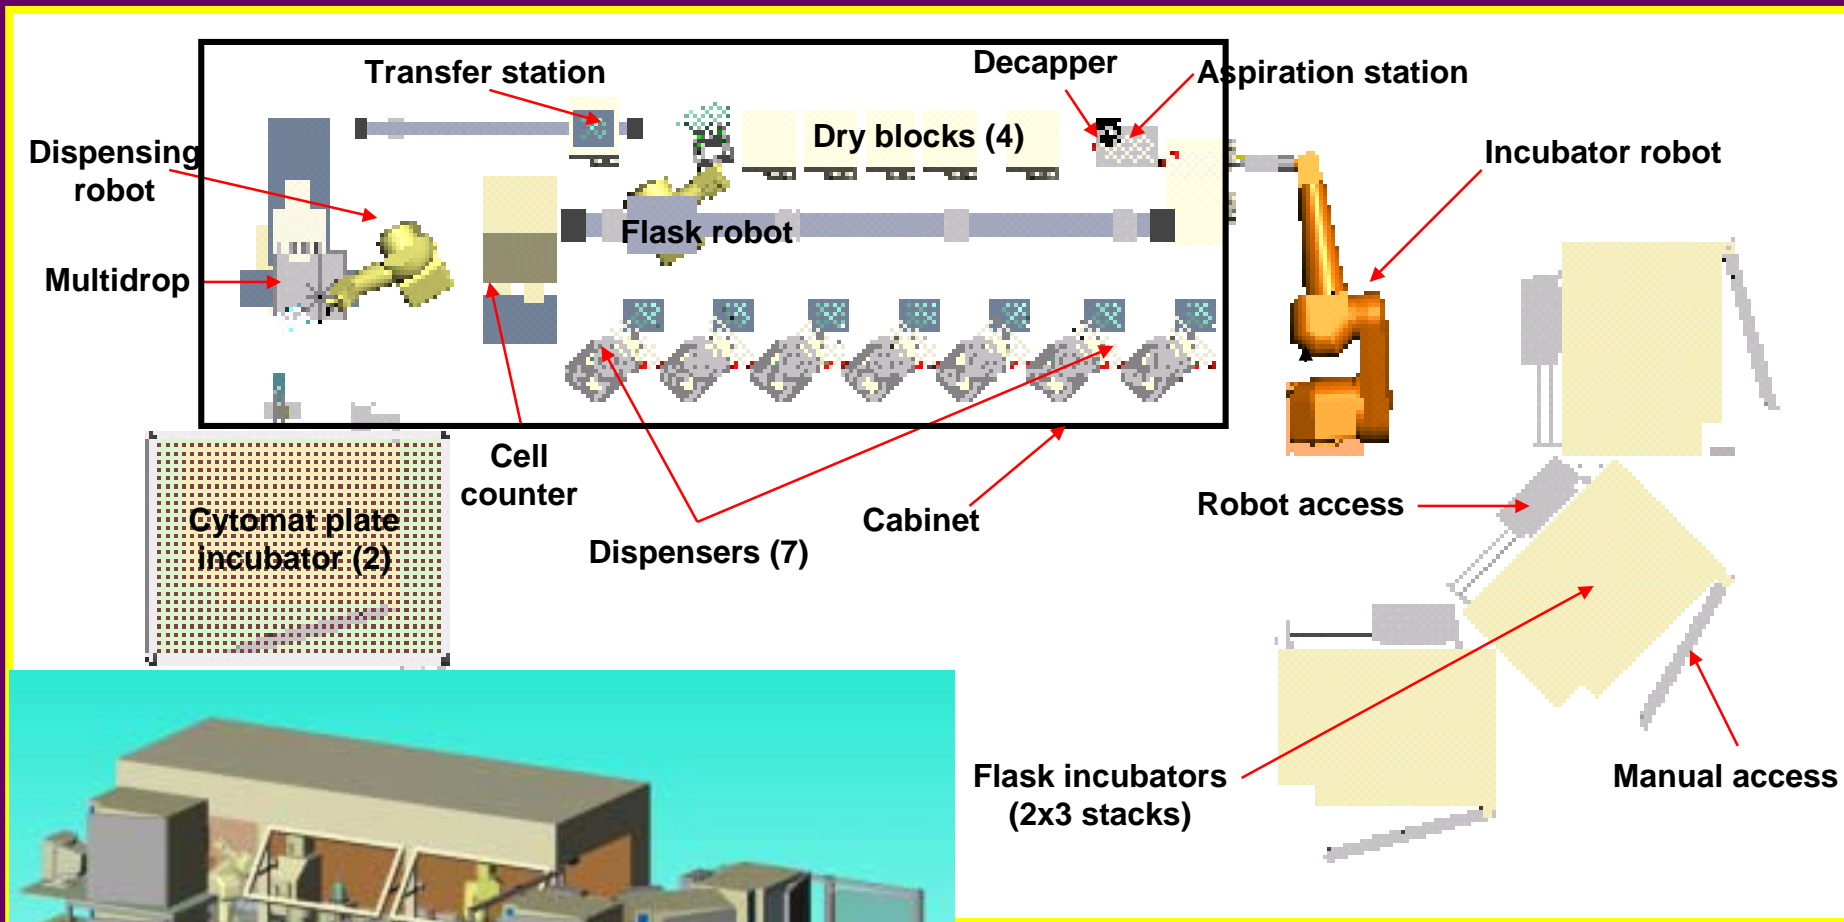 Transfer station
Decapper
Aspiration station
Dispensing
robot
Dry blocks (4)
Incubator robot
Flask robot
Multidrop
Cell
counter
Cabinet
Robot access
Cytomat plate
incubator (2)
Dispensers (7)
Flask incubators
(2x3 stacks)
Manual access